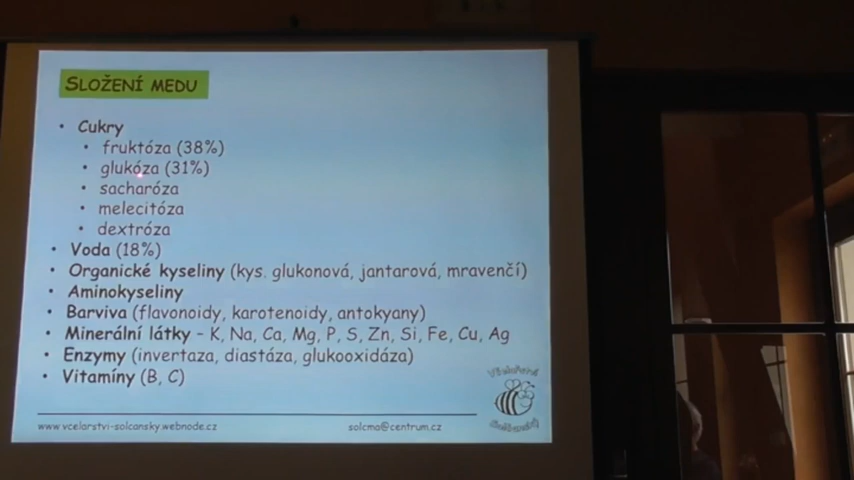 SLOŽENÍ MEDU
• Cukry
• fruktóza (38%)
• glukóza (31%)
• sacharóza
• melecitóza
• dextróza
• Voda (18%)
• Organické kyseliny (kys. glukonová, jantarová, mravenčí)
• Aminokyseliny
• Barviva (flavonoidy, karotenoidy, antokyany)
• Minerální látky – K, Na, Ca, Mg, P, S, Zn, Si, Fe, Cu, Ag
• Enzymy (invertaza, diastáza, glukooxidáza)
• Vitamíny (B, C)
www.vcelarstvi-solcansky.webnode.cz
solcma@centrum.cz